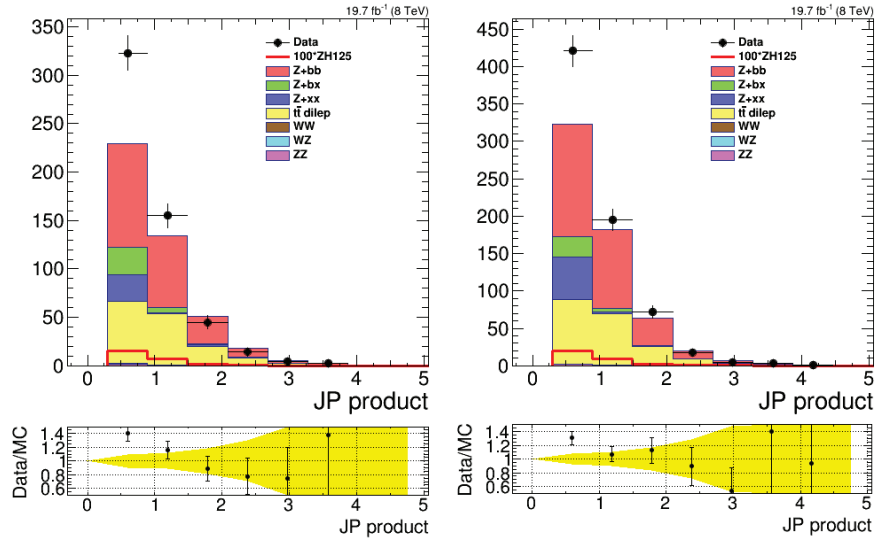 19.7 fb⁻¹ (8 TeV)
350
300
250
200
150
100
50
0
Data
100*ZH125
Z+bb
Z+bx
Z+xx
tt̄ dilep
WW
WZ
ZZ
0 1 2 3 4 5
JP product
Data/MC
1.4
1.2
1
0.8
0.6
0 1 2 3 4 5
JP product
19.7 fb⁻¹ (8 TeV)
450
400
350
300
250
200
150
100
50
0
Data
100*ZH125
Z+bb
Z+bx
Z+xx
tt̄ dilep
WW
WZ
ZZ
0 1 2 3 4 5
JP product
Data/MC
1.4
1.2
1
0.8
0.6
0 1 2 3 4 5
JP product